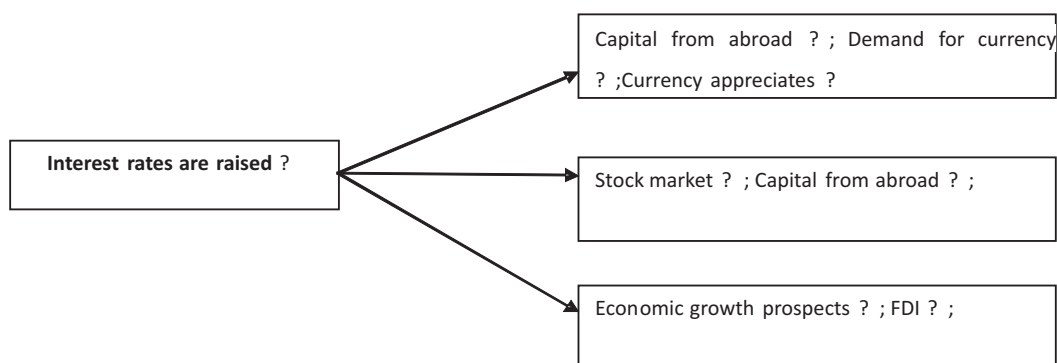 Interest rates are raised ?
Capital from abroad ? ; Demand for currency
? ;Currency appreciates ?
Stock market ? ; Capital from abroad ? ;
Economic growth prospects ? ; FDI ? ;